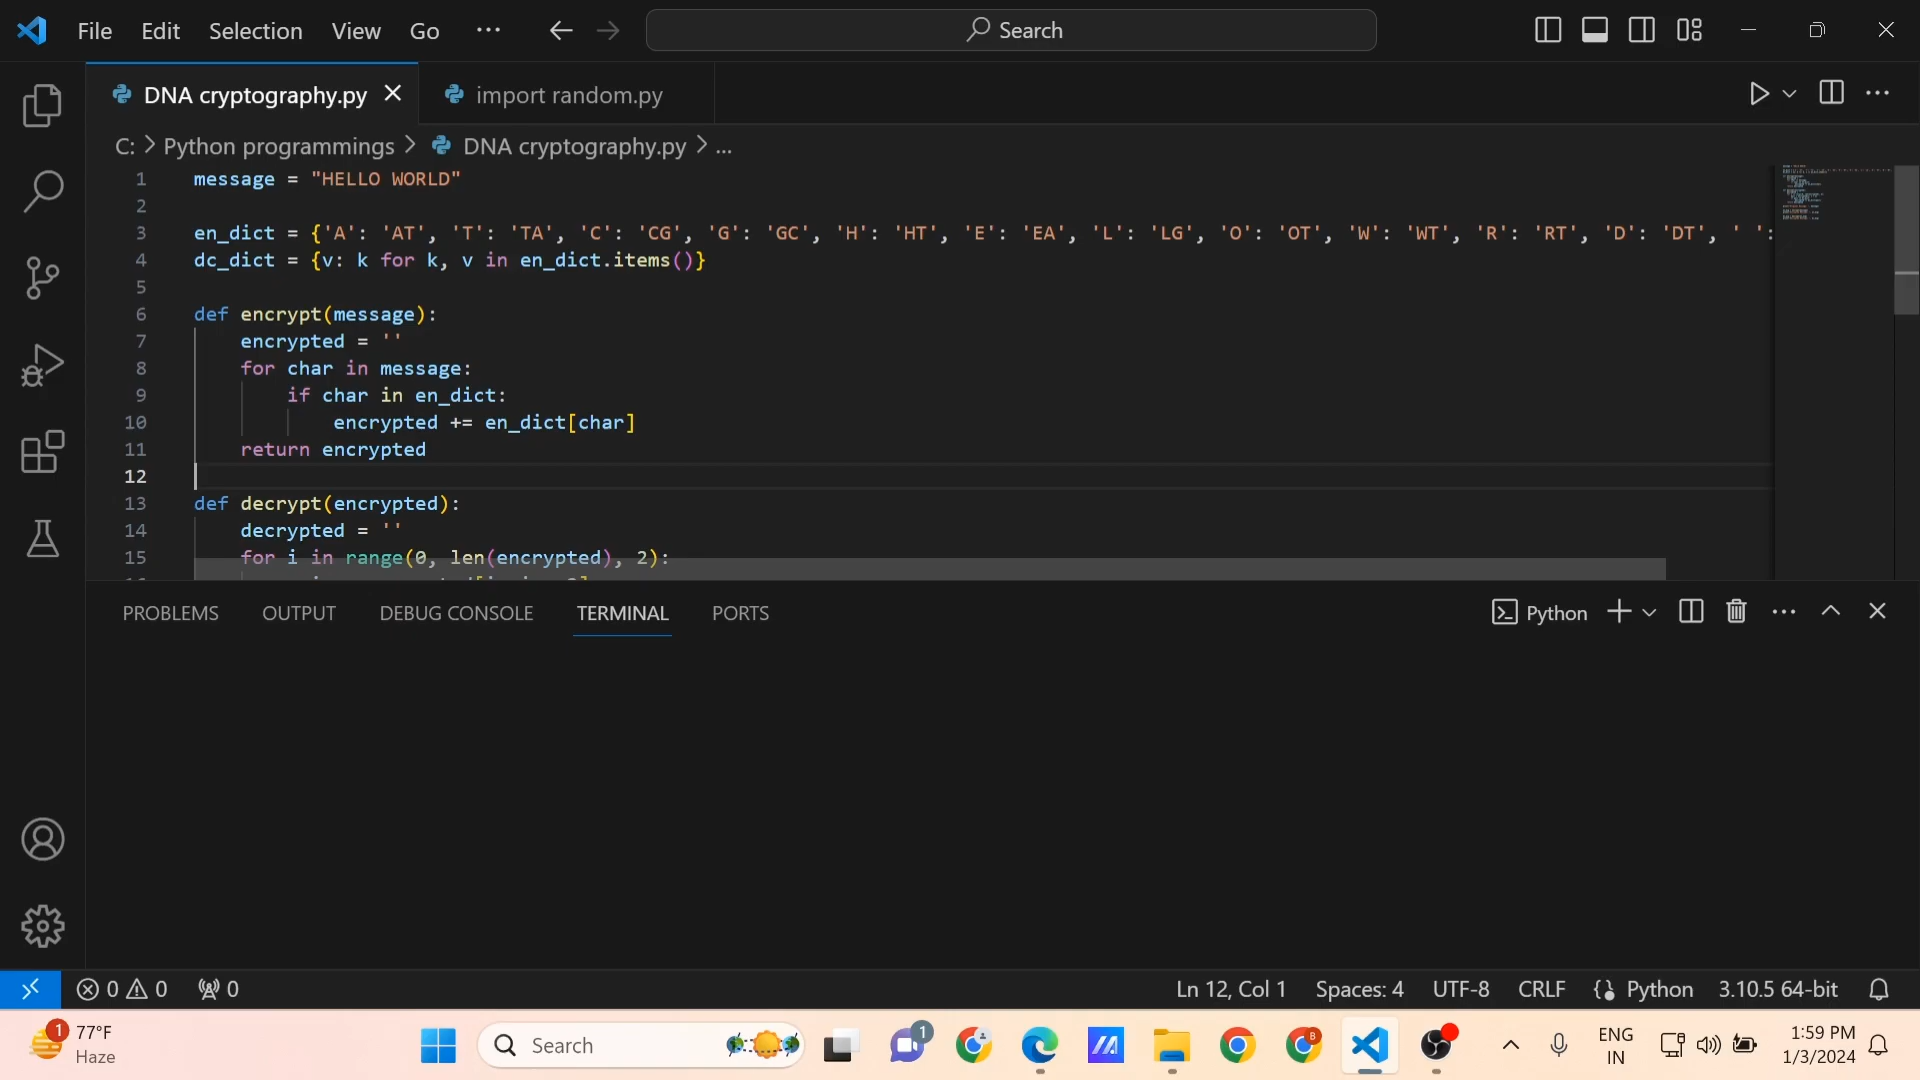 File Edit Selection View Go ··· Search
DNA cryptography.py import random.py
C: > Python programmings > DNA cryptography.py > ...
1 message = "HELLO WORLD"
2
3 en_dict = {'A': 'AT', 'T': 'TA', 'C': 'CG', 'G': 'GC', 'H': 'HT', 'E': 'EA', 'L': 'LG', 'O': 'OT', 'W': 'WT', 'R': 'RT', 'D': 'DT', ' ':
4 dc_dict = {v: k for k, v in en_dict.items()}
5
6 def encrypt(message):
7 encrypted = ''
8 for char in message:
9 if char in en_dict:
10 encrypted += en_dict[char]
11 return encrypted
12
13 def decrypt(encrypted):
14 decrypted = ''
15 for i in range(0, len(encrypted), 2):
PROBLEMS OUTPUT DEBUG CONSOLE TERMINAL PORTS Python
0 0 0 Ln 12, Col 1 Spaces: 4 UTF-8 CRLF Python 3.10.5 64-bit
1 77°F Search 1 B ENG 1:59 PM
Haze IN 1/3/2024